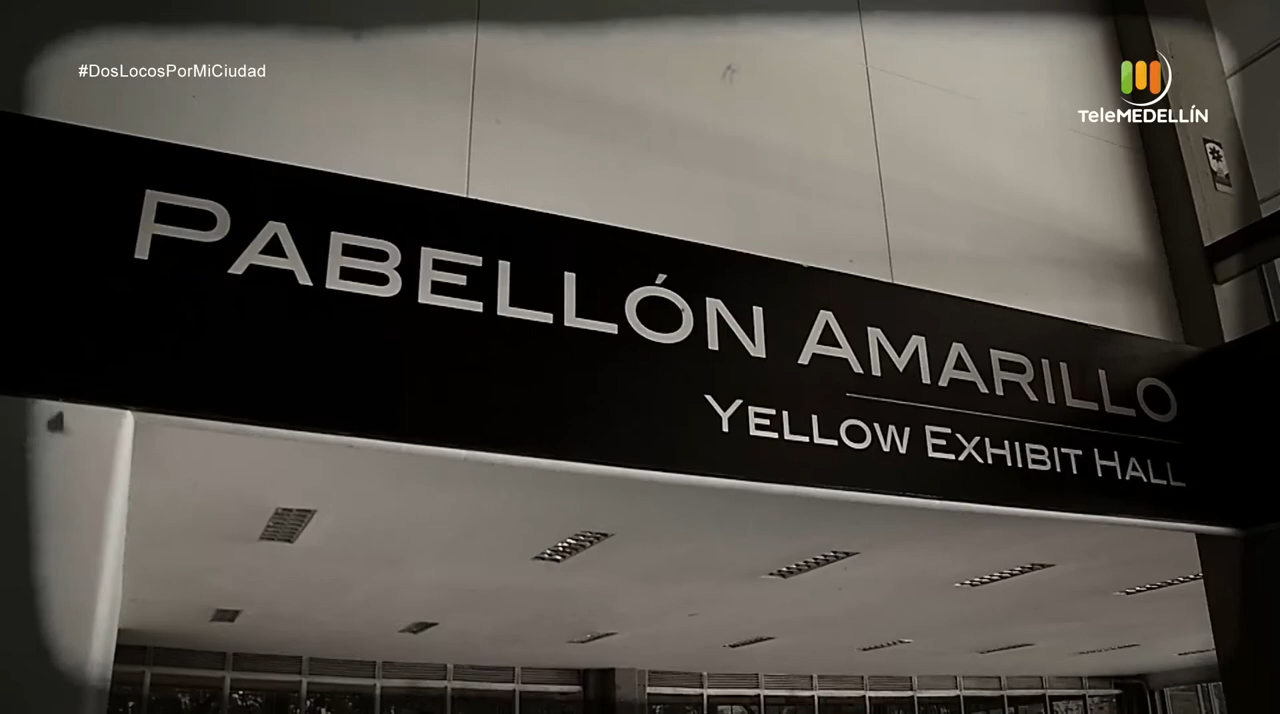 #DosLocosPorMiCiudad
TeleMEDELLÍN
PABELLÓN AMARILLO
YELLOW EXHIBIT HALL